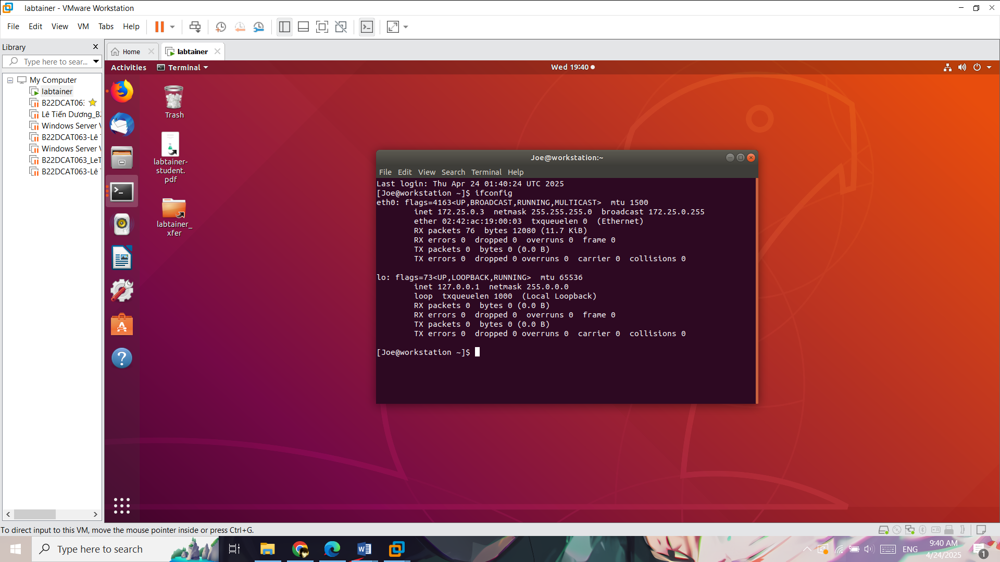 labtainer - VMware Workstation
File Edit View VM Tabs Help
Library
Type here to sear...
My Computer
labtainer
B22DCAT063
Lê Tiến Dương_B2
Windows Server V
B22DCAT063-Lê T
Windows Server V
B22DCAT063_LeT
B22DCAT063-Lê T
Home
labtainer
Activities Terminal Wed 19:40
Trash
labtainer-
student.
pdf
labtainer_
xfer
Joe@workstation:~
File Edit View Search Terminal Help
Last login: Thu Apr 24 01:40:24 UTC 2025
[Joe@workstation ~]$ ifconfig
eth0: flags=4163<UP,BROADCAST,RUNNING,MULTICAST>  mtu 1500
        inet 172.25.0.3  netmask 255.255.255.0  broadcast 172.25.0.255
        ether 02:42:ac:19:00:03  txqueuelen 0  (Ethernet)
        RX packets 76  bytes 12080 (11.7 KiB)
        RX errors 0  dropped 0  overruns 0  frame 0
        TX packets 0  bytes 0 (0.0 B)
        TX errors 0  dropped 0 overruns 0  carrier 0  collisions 0
lo: flags=73<UP,LOOPBACK,RUNNING>  mtu 65536
        inet 127.0.0.1  netmask 255.0.0.0
        loop  txqueuelen 1000  (Local Loopback)
        RX packets 0  bytes 0 (0.0 B)
        RX errors 0  dropped 0  overruns 0  frame 0
        TX packets 0  bytes 0 (0.0 B)
        TX errors 0  dropped 0 overruns 0  carrier 0  collisions 0
[Joe@workstation ~]$
To direct input to this VM, move the mouse pointer inside or press Ctrl+G.
Type here to search
ENG
9:40 AM
4/24/2025
1